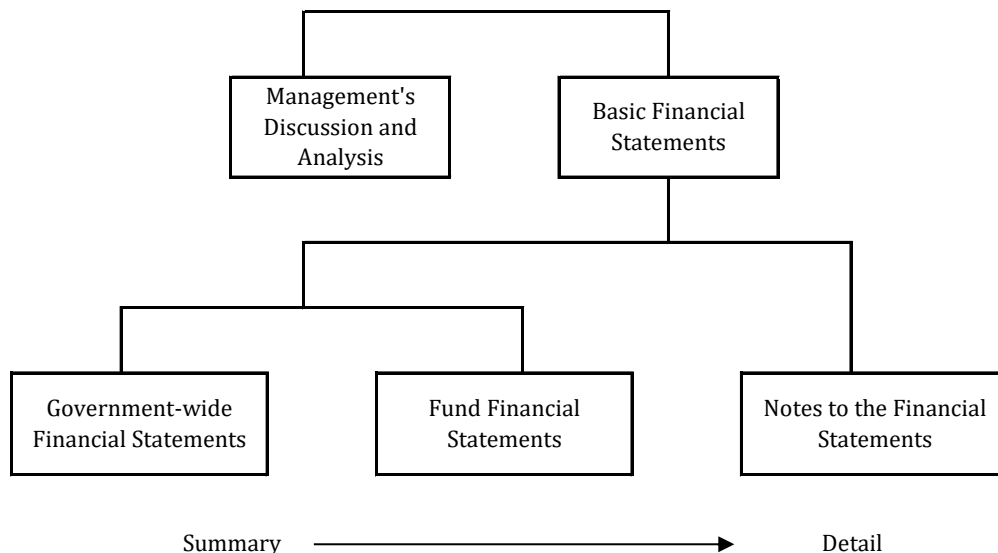 Management's
Discussion and
Analysis
Basic Financial
Statements
Government-wide
Financial Statements
Fund Financial
Statements
Notes to the Financial
Statements
Summary
Detail